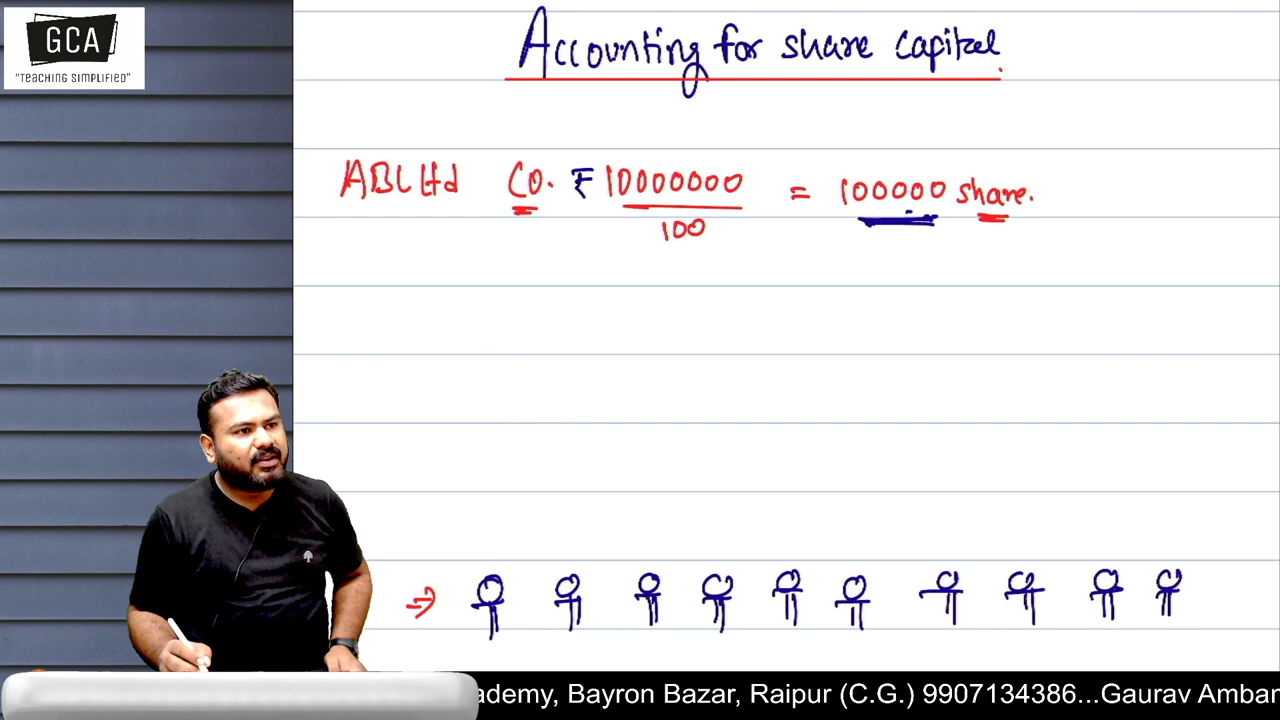 GCA
"TEACHING SIMPLIFIED"
Accounting for share capital
ABC Ltd Co. ₹ 10000000 = 100000 share.
100
ademy, Bayron Bazar, Raipur (C.G.) 9907134386...Gaurav Ambar